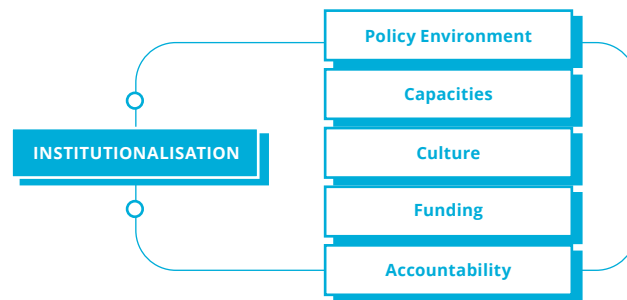 Policy Environment
Capacities
INSTITUTIONALISATION
Culture
Funding
Accountability